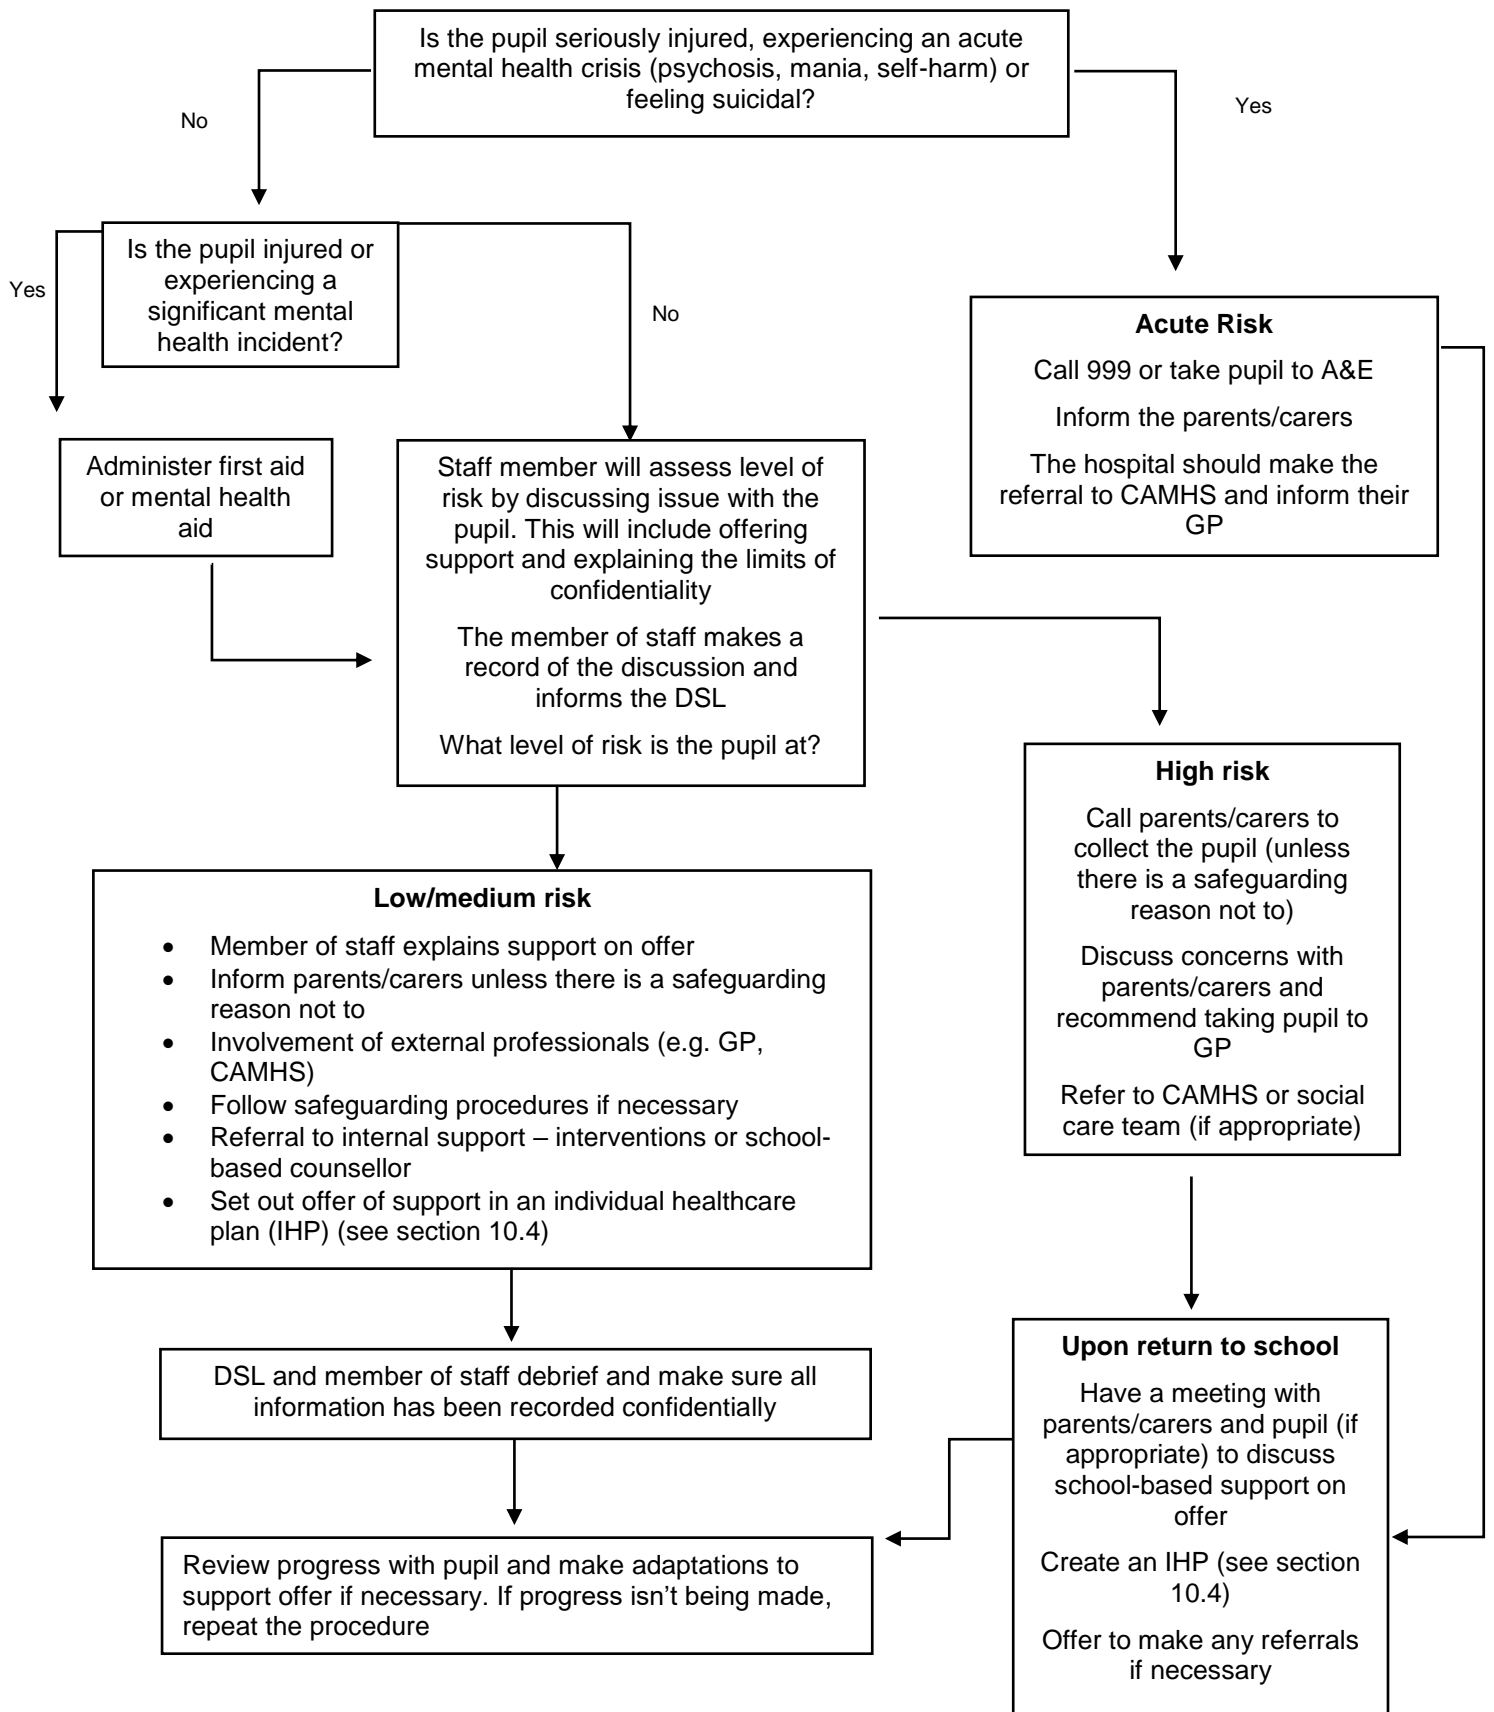 Is the pupil seriously injured, experiencing an acute
mental health crisis (psychosis, mania, self-harm) or
feeling suicidal?
No
Yes
Is the pupil injured or
experiencing a
significant mental
health incident?
Yes
No
Acute Risk
Call 999 or take pupil to A&E
Inform the parents/carers
The hospital should make the
referral to CAMHS and inform their
GP
Administer first aid
or mental health
aid
Staff member will assess level of
risk by discussing issue with the
pupil. This will include offering
support and explaining the limits of
confidentiality
The member of staff makes a
record of the discussion and
informs the DSL
What level of risk is the pupil at?
High risk
Call parents/carers to
collect the pupil (unless
there is a safeguarding
reason not to)
Discuss concerns with
parents/carers and
recommend taking pupil to
GP
Refer to CAMHS or social
care team (if appropriate)
Low/medium risk
• Member of staff explains support on offer
• Inform parents/carers unless there is a safeguarding
reason not to
• Involvement of external professionals (e.g. GP,
CAMHS)
• Follow safeguarding procedures if necessary
• Referral to internal support – interventions or school-
based counsellor
• Set out offer of support in an individual healthcare
plan (IHP) (see section 10.4)
DSL and member of staff debrief and make sure all
information has been recorded confidentially
Upon return to school
Have a meeting with
parents/carers and pupil (if
appropriate) to discuss
school-based support on
offer
Create an IHP (see section
10.4)
Offer to make any referrals
if necessary
Review progress with pupil and make adaptations to
support offer if necessary. If progress isn’t being made,
repeat the procedure